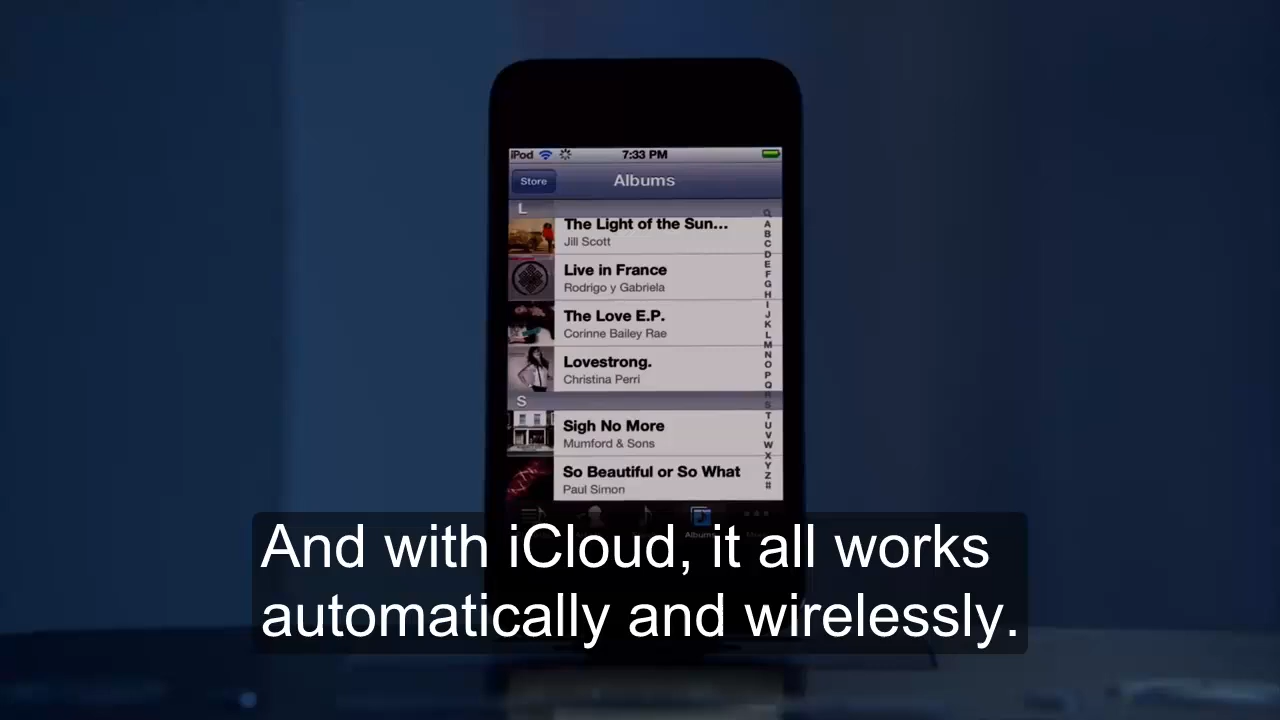 iPod 7:33 PM
Store Albums
L
The Light of the Sun...
Jill Scott
Live in France
Rodrigo y Gabriela
The Love E.P.
Corinne Bailey Rae
Lovestrong.
Christina Perri
S
Sigh No More
Mumford & Sons
So Beautiful or So What
Paul Simon
A
B
C
D
E
F
G
H
I
J
K
L
M
N
O
P
Q
R
S
T
U
V
W
X
Y
Z
#
Albums
And with iCloud, it all works
automatically and wirelessly.